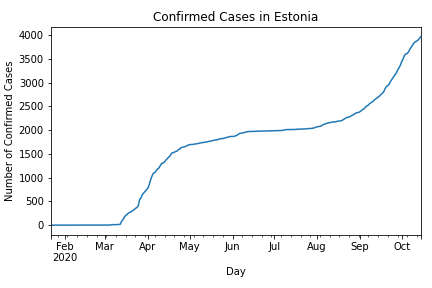 Confirmed Cases in Estonia
Number of Confirmed Cases
4000
3500
3000
2500
2000
1500
1000
500
0
Feb Mar Apr May Jun Jul Aug Sep Oct
2020
Day